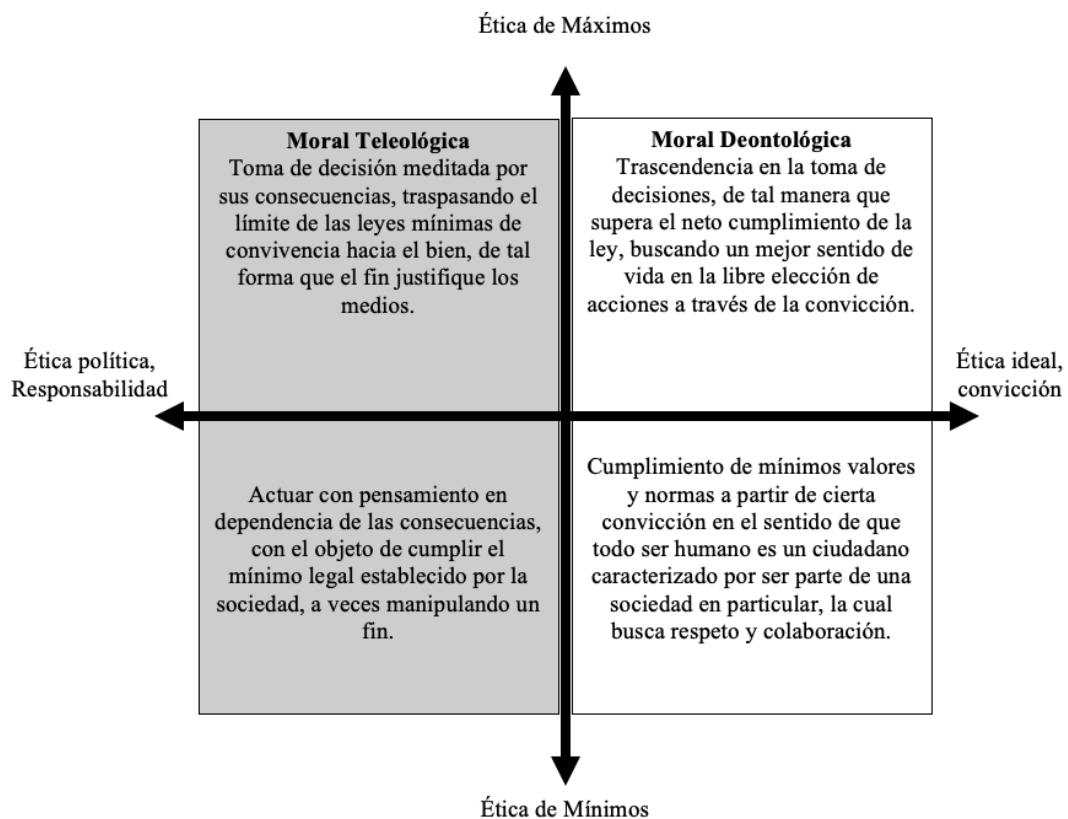 Ética de Máximos
Moral Teleológica
Toma de decisión meditada por
sus consecuencias, traspasando el
límite de las leyes mínimas de
convivencia hacia el bien, de tal
forma que el fin justifique los
medios.
Moral Deontológica
Trascendencia en la toma de
decisiones, de tal manera que
supera el neto cumplimiento de la
ley, buscando un mejor sentido de
vida en la libre elección de
acciones a través de la convicción.
Ética política,
Responsabilidad
Ética ideal,
convicción
Actuar con pensamiento en
dependencia de las consecuencias,
con el objeto de cumplir el
mínimo legal establecido por la
sociedad, a veces manipulando un
fin.
Cumplimiento de mínimos valores
y normas a partir de cierta
convicción en el sentido de que
todo ser humano es un ciudadano
caracterizado por ser parte de una
sociedad en particular, la cual
busca respeto y colaboración.
Ética de Mínimos